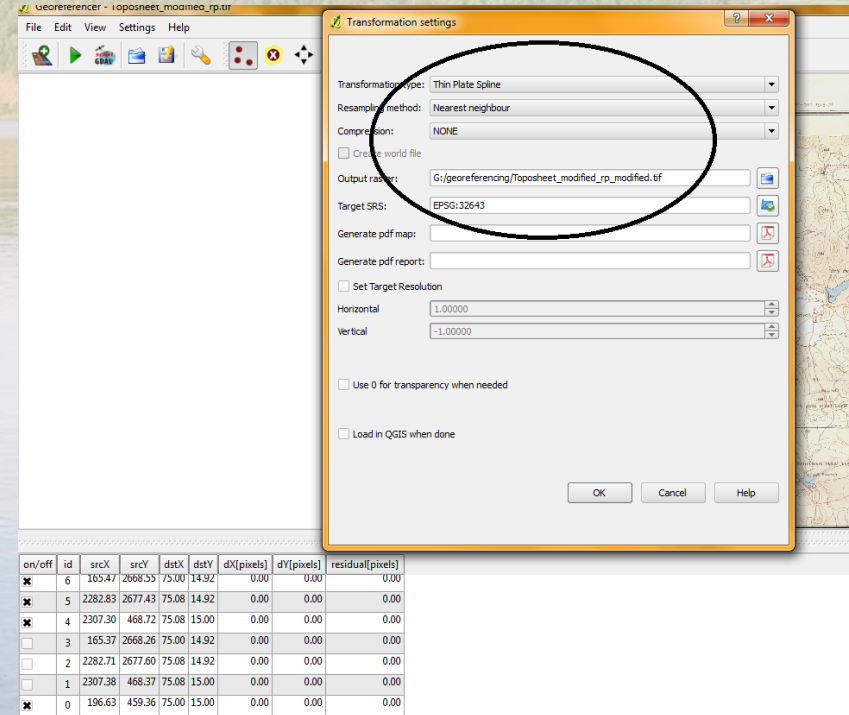 Georeferencer - Toposheet_modified_rp.tif
File Edit View Settings Help
GDAL
Transformation settings
Transformation type: Thin Plate Spline
Resampling method: Nearest neighbour
Compression: NONE
Create world file
Output raster: G:/georeferencing/Toposheet_modified_rp_modified.tif
Target SRS: EPSG:32643
Generate pdf map:
Generate pdf report:
Set Target Resolution
Horizontal 1.00000
Vertical -1.00000
Use 0 for transparency when needed
Load in QGIS when done
OK Cancel Help
on/off id srcX srcY dstX dstY dX[pixels] dY[pixels] residual[pixels]
6 165.47 2668.55 75.00 14.92 0.00 0.00 0.00
5 2282.83 2677.43 75.08 14.92 0.00 0.00 0.00
4 2307.30 468.72 75.08 15.00 0.00 0.00 0.00
3 165.37 2668.26 75.00 14.92 0.00 0.00 0.00
2 2282.71 2677.60 75.08 14.92 0.00 0.00 0.00
1 2307.38 468.37 75.08 15.00 0.00 0.00 0.00
0 196.63 459.36 75.00 15.00 0.00 0.00 0.00